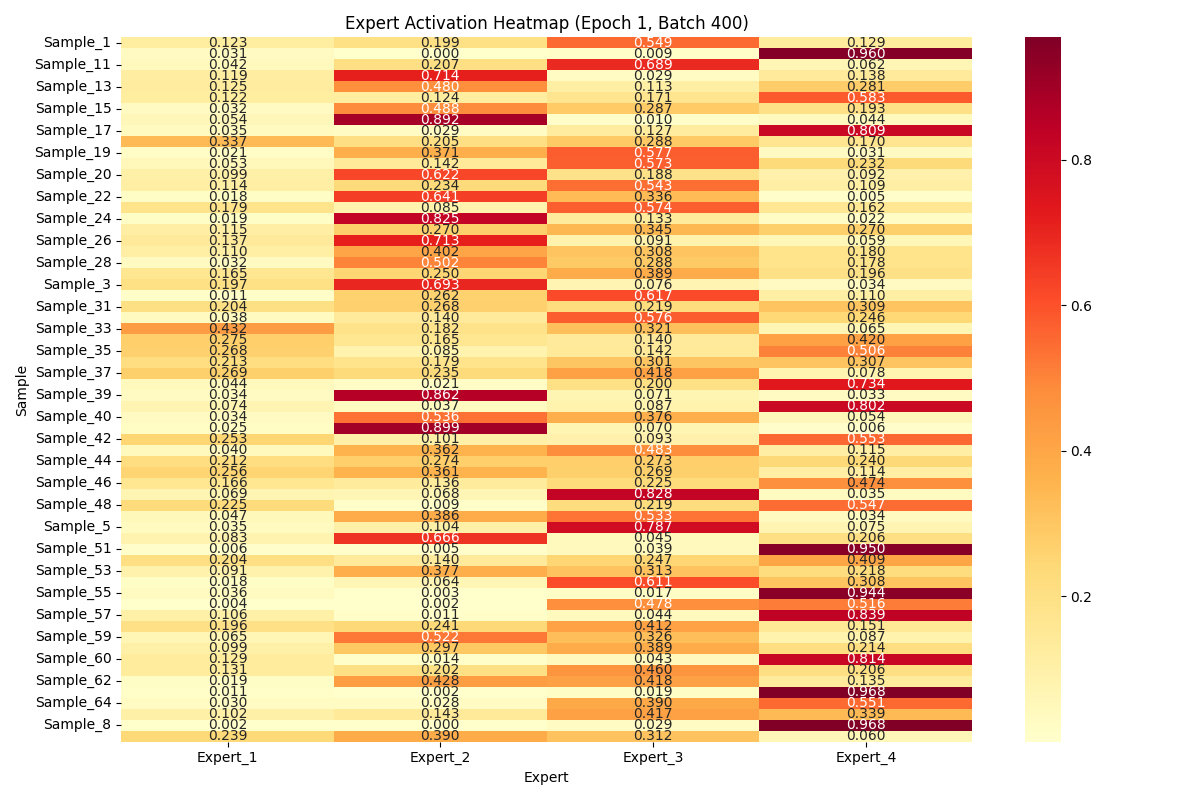 Expert Activation Heatmap (Epoch 1, Batch 400)
Sample_1 0.123 0.199 0.549 0.129
0.031 0.000 0.009 0.960
Sample_11 0.042 0.207 0.689 0.062
0.119 0.714 0.029 0.138
Sample_13 0.125 0.480 0.113 0.281
0.122 0.124 0.171 0.583
Sample_15 0.032 0.488 0.287 0.193
0.054 0.892 0.010 0.044
Sample_17 0.035 0.029 0.127 0.809
0.337 0.205 0.288 0.170
Sample_19 0.021 0.371 0.577 0.031
0.053 0.142 0.573 0.232
Sample_20 0.099 0.622 0.188 0.092
0.114 0.234 0.543 0.109
Sample_22 0.018 0.641 0.336 0.005
0.179 0.085 0.574 0.162
Sample_24 0.019 0.825 0.133 0.022
0.115 0.270 0.345 0.270
Sample_26 0.137 0.713 0.091 0.059
0.110 0.402 0.308 0.180
Sample_28 0.032 0.502 0.288 0.178
0.165 0.250 0.389 0.196
Sample_3 0.197 0.693 0.076 0.034
0.011 0.262 0.617 0.110
Sample_31 0.204 0.268 0.219 0.309
0.038 0.140 0.576 0.246
Sample_33 0.432 0.182 0.321 0.065
0.275 0.165 0.140 0.420
Sample_35 0.268 0.085 0.142 0.506
0.213 0.179 0.301 0.307
Sample_37 0.269 0.235 0.418 0.078
0.044 0.021 0.200 0.734
Sample_39 0.034 0.862 0.071 0.033
0.074 0.037 0.087 0.802
Sample_40 0.034 0.536 0.376 0.054
0.025 0.899 0.070 0.006
Sample_42 0.253 0.101 0.093 0.553
0.040 0.362 0.483 0.115
Sample_44 0.212 0.274 0.273 0.240
0.256 0.361 0.269 0.114
Sample_46 0.166 0.136 0.225 0.474
0.069 0.068 0.828 0.035
Sample_48 0.225 0.009 0.219 0.547
0.047 0.386 0.533 0.034
Sample_5 0.035 0.104 0.787 0.075
0.083 0.666 0.045 0.206
Sample_51 0.006 0.005 0.039 0.950
0.204 0.140 0.247 0.409
Sample_53 0.091 0.377 0.313 0.218
0.018 0.064 0.611 0.308
Sample_55 0.036 0.003 0.017 0.944
0.004 0.002 0.478 0.516
Sample_57 0.106 0.011 0.044 0.839
0.196 0.241 0.412 0.151
Sample_59 0.065 0.522 0.326 0.087
0.099 0.297 0.389 0.214
Sample_60 0.129 0.014 0.043 0.814
0.131 0.202 0.460 0.206
Sample_62 0.019 0.428 0.418 0.135
0.011 0.002 0.019 0.968
Sample_64 0.030 0.028 0.390 0.551
0.102 0.143 0.417 0.339
Sample_8 0.002 0.000 0.029 0.968
0.239 0.390 0.312 0.060
Expert_1 Expert_2 Expert_3 Expert_4
Expert
Sample
0.8
0.6
0.4
0.2